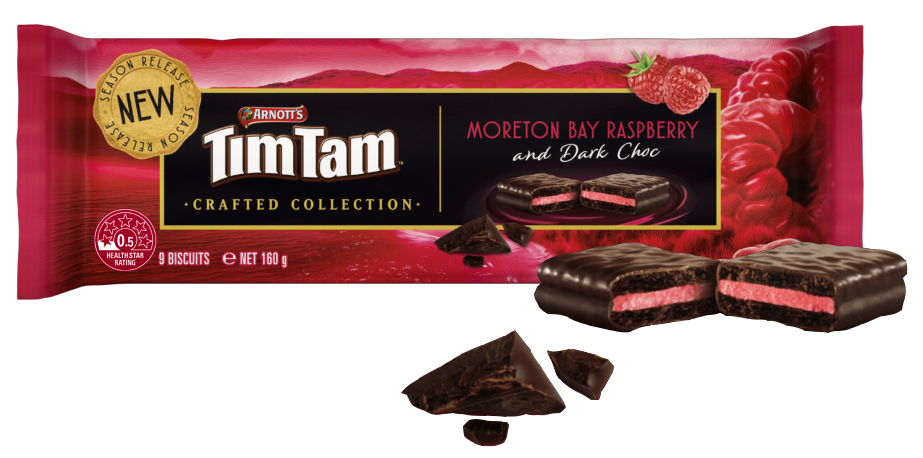 SEASON RELEASE
NEW
SEASON RELEASE
ARNOTT'S
TimTam
™
·CRAFTED COLLECTION·
MORETON BAY RASPBERRY
and Dark Choc
0.5
HEALTH STAR
RATING
9 BISCUITS ℮ NET 160 g